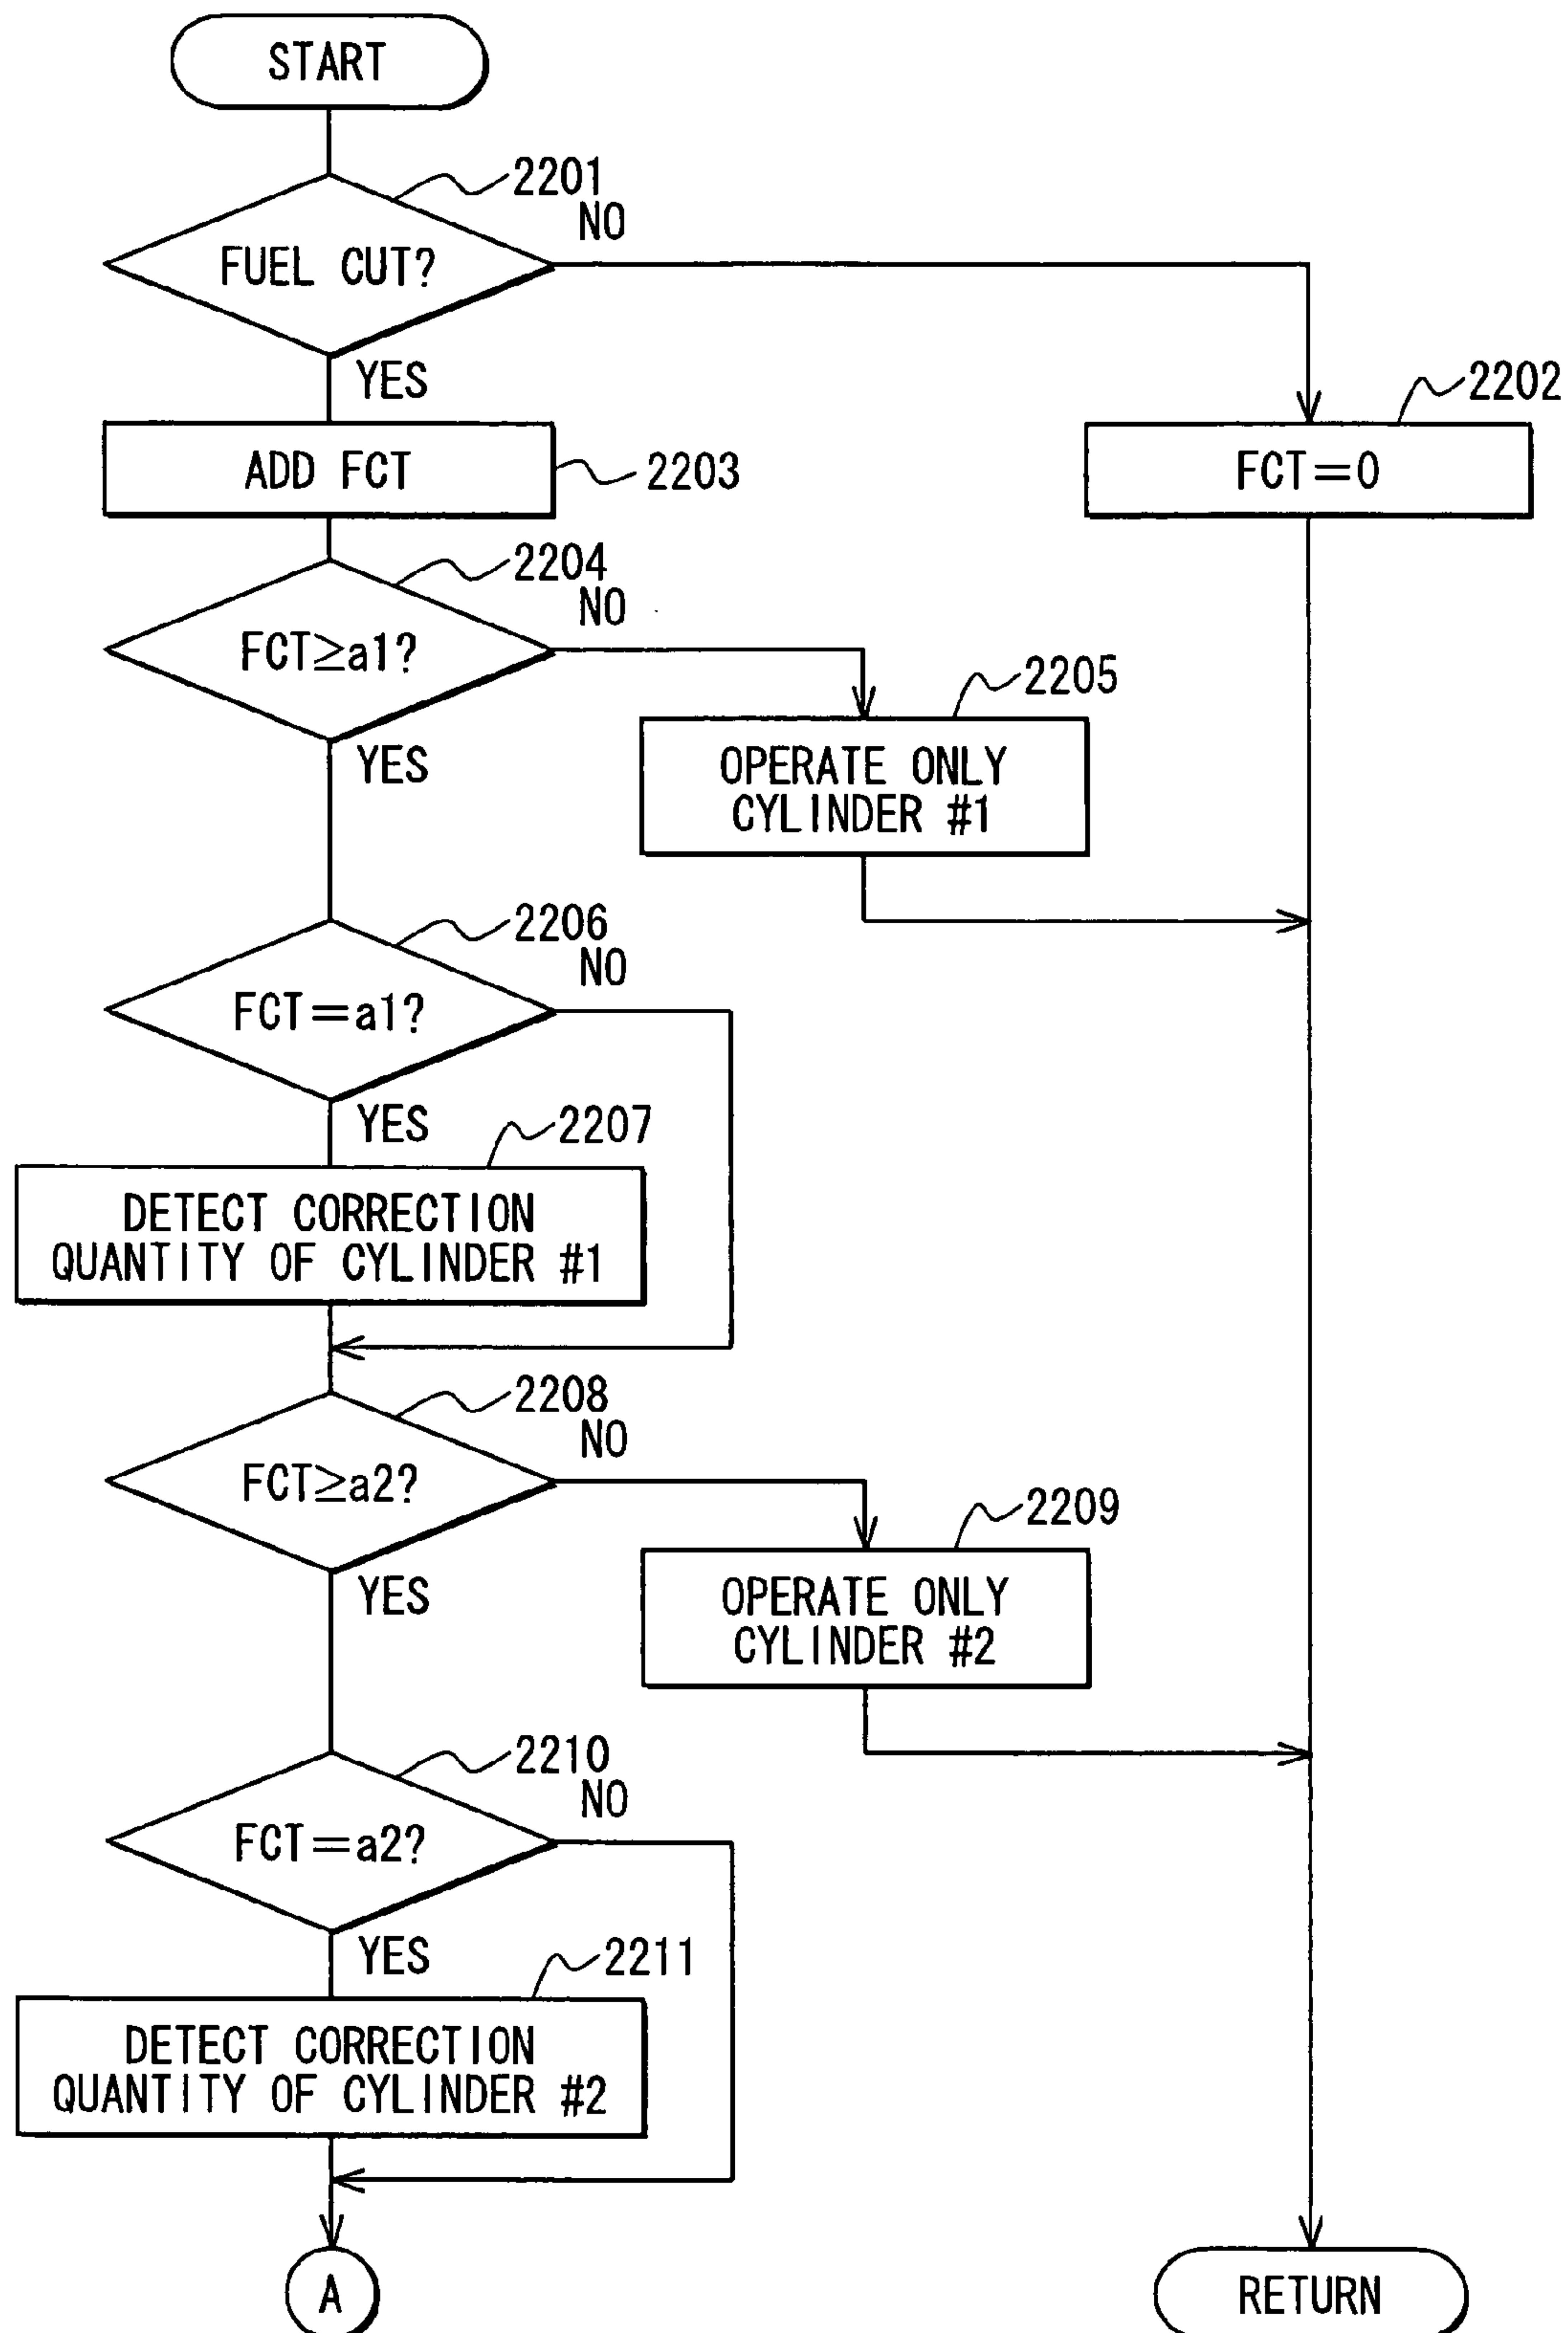 START
2201
NO
FUEL CUT?
YES
2202
ADD FCT
2203
FCT=0
2204
NO
FCT≥a1?
2205
YES
OPERATE ONLY
CYLINDER #1
2206
NO
FCT=a1?
YES
2207
DETECT CORRECTION
QUANTITY OF CYLINDER #1
2208
NO
FCT≥a2?
2209
YES
OPERATE ONLY
CYLINDER #2
2210
NO
FCT=a2?
YES
2211
DETECT CORRECTION
QUANTITY OF CYLINDER #2
A
RETURN